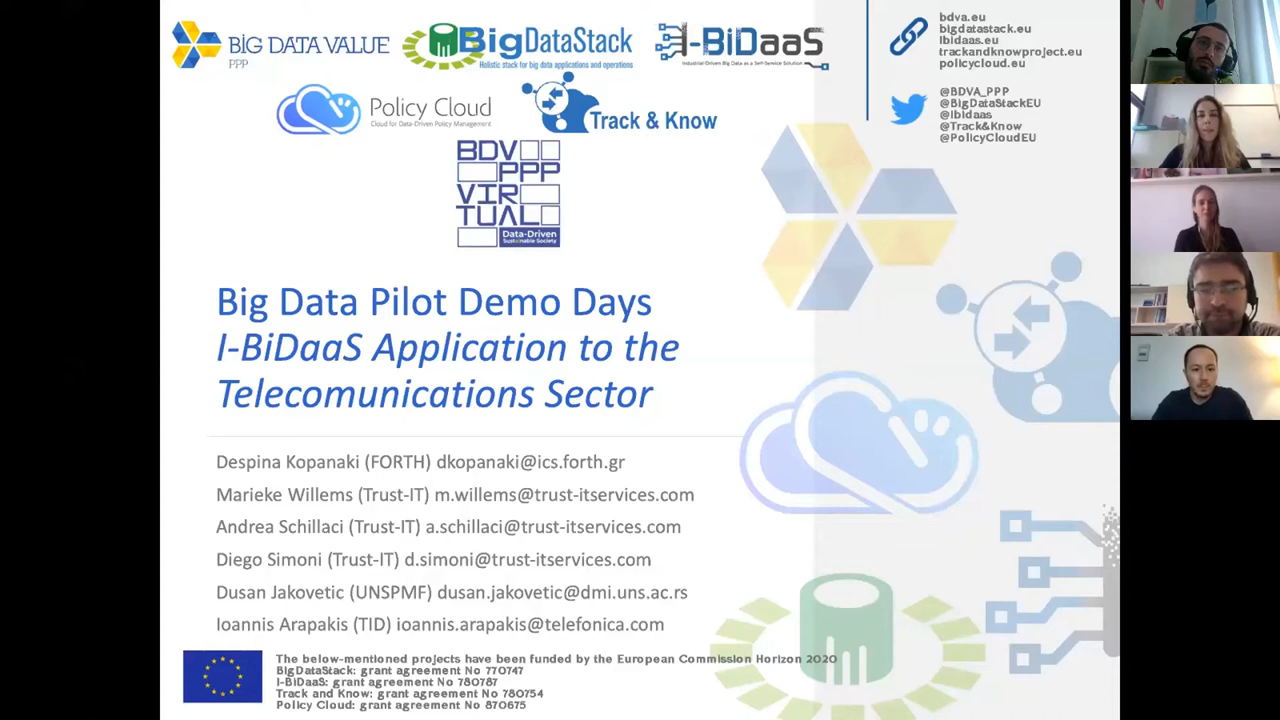 BIG DATA VALUE
PPP
BigDataStack
Holistic stack for big data applications and operations
I-BiDaaS
Industrial-Driven Big Data as a Self-Service Solution
bdva.eu
bigdatastack.eu
ibidaas.eu
trackandknowproject.eu
policycloud.eu
Policy Cloud
Cloud for Data-Driven Policy Management
Track & Know
@BDVA_PPP
@BigDataStackEU
@Ibidaas
@Track&Know
@PolicyCloudEU
BDV
PPP
VIR
TUAL
Data-Driven
Sustainable Society
Big Data Pilot Demo Days
I-BiDaaS Application to the
Telecomunications Sector
Despina Kopanaki (FORTH) dkopanaki@ics.forth.gr
Marieke Willems (Trust-IT) m.willems@trust-itservices.com
Andrea Schillaci (Trust-IT) a.schillaci@trust-itservices.com
Diego Simoni (Trust-IT) d.simoni@trust-itservices.com
Dusan Jakovetic (UNSPMF) dusan.jakovetic@dmi.uns.ac.rs
Ioannis Arapakis (TID) ioannis.arapakis@telefonica.com
The below-mentioned projects have been funded by the European Commission Horizon 2020
BigDataStack: grant agreement No 770747
I-BiDaaS: grant agreement No 780787
Track and Know: grant agreement No 780754
Policy Cloud: grant agreement No 870675